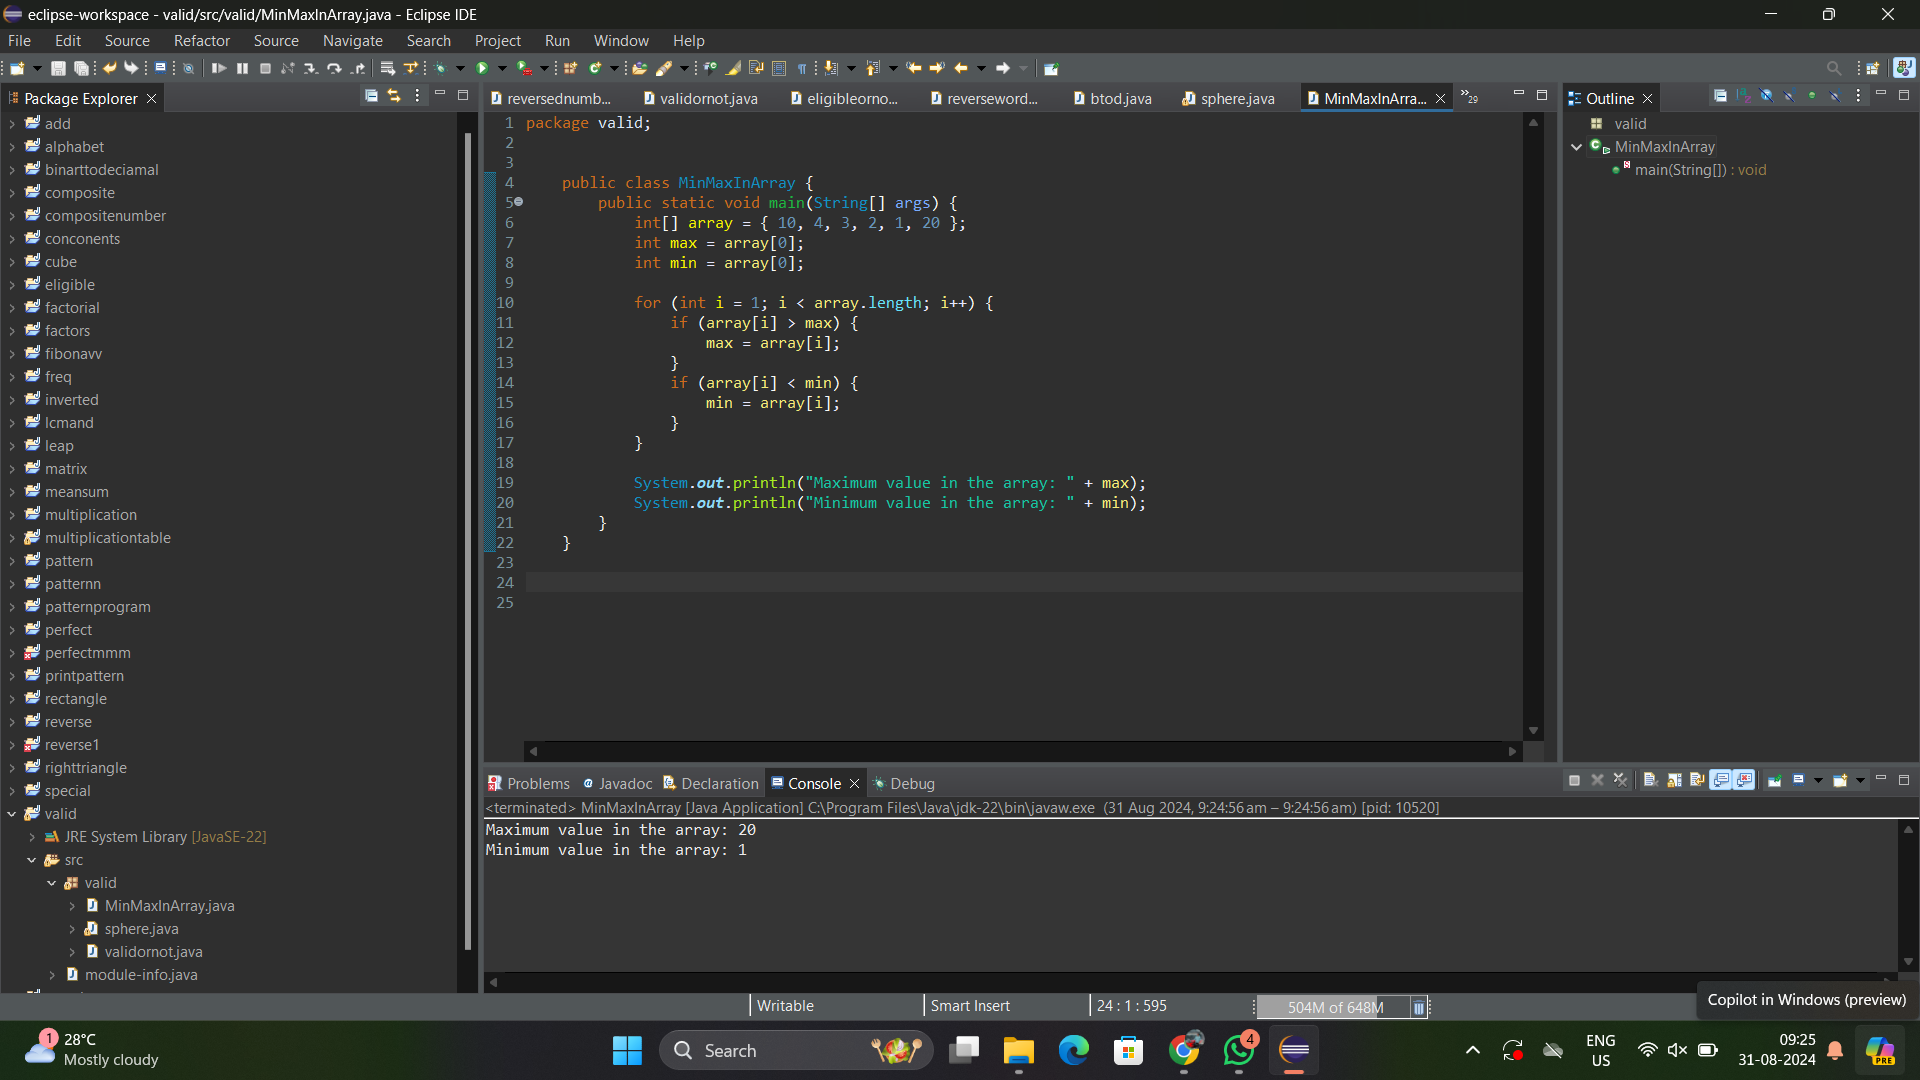 eclipse-workspace - valid/src/valid/MinMaxInArray.java - Eclipse IDE
File Edit Source Refactor Source Navigate Search Project Run Window Help
Package Explorer
add
alphabet
binarttodeciamal
composite
compositenumber
conconents
cube
eligible
factorial
factors
fibonavv
freq
inverted
lcmand
leap
matrix
meansum
multiplication
multiplicationtable
pattern
patternn
patternprogram
perfect
perfectmmm
printpattern
rectangle
reverse
reverse1
righttriangle
special
valid
JRE System Library [JavaSE-22]
src
valid
MinMaxInArray.java
sphere.java
validornot.java
module-info.java
reversednumb... validornot.java eligibleorno... reverseword... btod.java sphere.java MinMaxInArra... »29
1 package valid;
2
3
4 public class MinMaxInArray {
5 public static void main(String[] args) {
6 int[] array = { 10, 4, 3, 2, 1, 20 };
7 int max = array[0];
8 int min = array[0];
9
10 for (int i = 1; i < array.length; i++) {
11 if (array[i] > max) {
12 max = array[i];
13 }
14 if (array[i] < min) {
15 min = array[i];
16 }
17 }
18
19 System.out.println("Maximum value in the array: " + max);
20 System.out.println("Minimum value in the array: " + min);
21 }
22 }
23
24
25
Outline
valid
MinMaxInArray
main(String[]) : void
Problems Javadoc Declaration Console Debug
<terminated> MinMaxInArray [Java Application] C:\Program Files\Java\jdk-22\bin\javaw.exe (31 Aug 2024, 9:24:56 am – 9:24:56 am) [pid: 10520]
Maximum value in the array: 20
Minimum value in the array: 1
Writable Smart Insert 24 : 1 : 595 504M of 648M
Copilot in Windows (preview)
1
28°C
Mostly cloudy
Search
4
ENG
US
09:25
31-08-2024
PRE